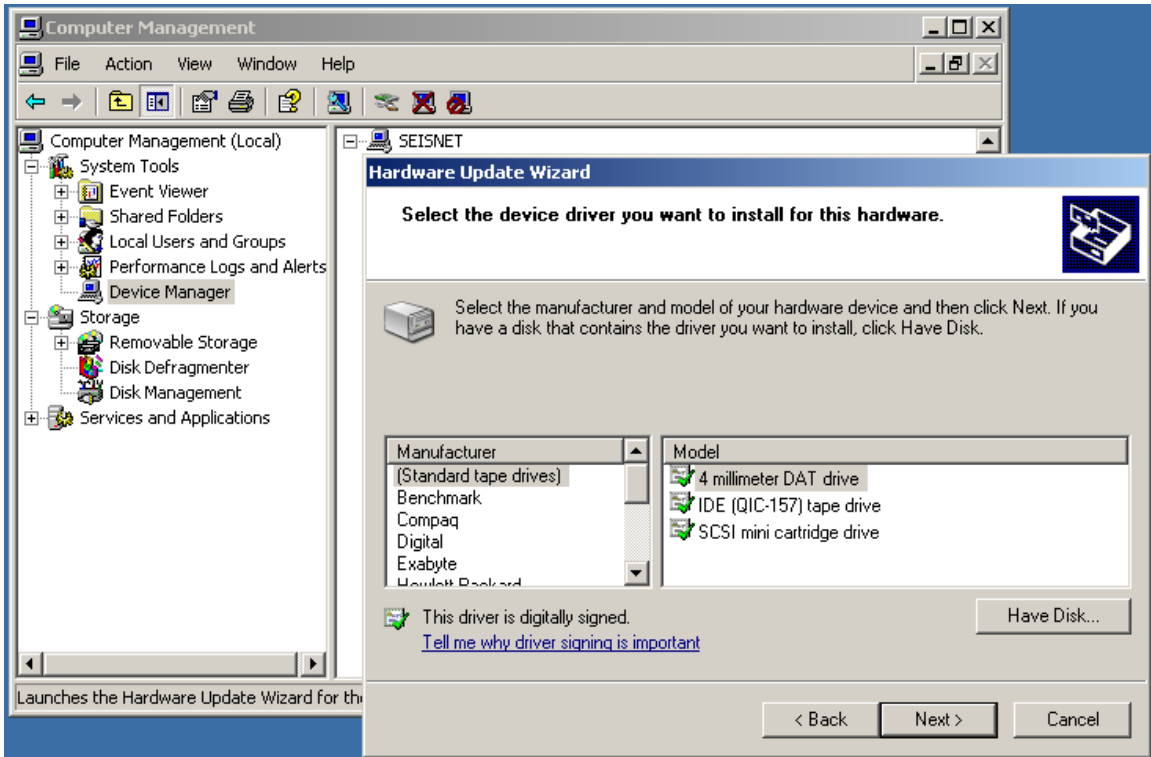 Computer Management
File Action View Window Help
Computer Management (Local)
System Tools
Event Viewer
Shared Folders
Local Users and Groups
Performance Logs and Alerts
Device Manager
Storage
Removable Storage
Disk Defragmenter
Disk Management
Services and Applications
SEISNET
Launches the Hardware Update Wizard for the
Hardware Update Wizard
Select the device driver you want to install for this hardware.
Select the manufacturer and model of your hardware device and then click Next. If you
have a disk that contains the driver you want to install, click Have Disk.
Manufacturer
(Standard tape drives)
Benchmark
Compaq
Digital
Exabyte
Hewlett Packard
Model
4 millimeter DAT drive
IDE (QIC-157) tape drive
SCSI mini cartridge drive
This driver is digitally signed.
Tell me why driver signing is important
Have Disk...
< Back Next > Cancel